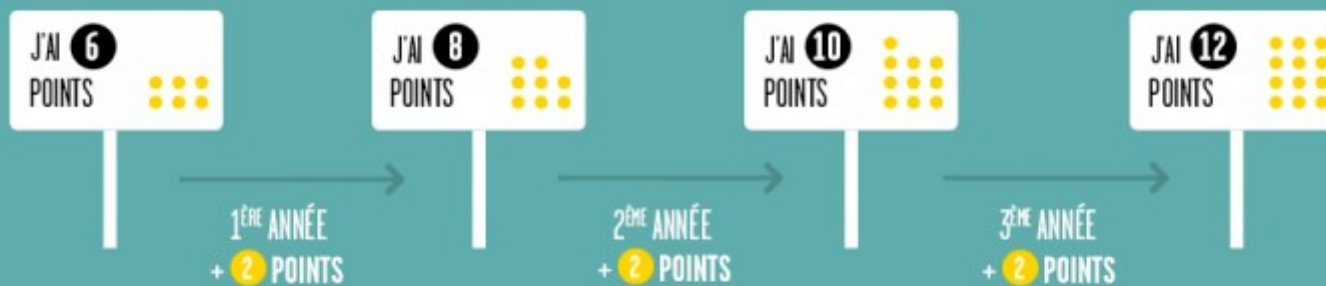 J'AI 6
POINTS
J'AI 8
POINTS
J'AI 10
POINTS
J'AI 12
POINTS
1ÈRE ANNÉE
+ 2 POINTS
2ÈME ANNÉE
+ 2 POINTS
3ÈME ANNÉE
+ 2 POINTS